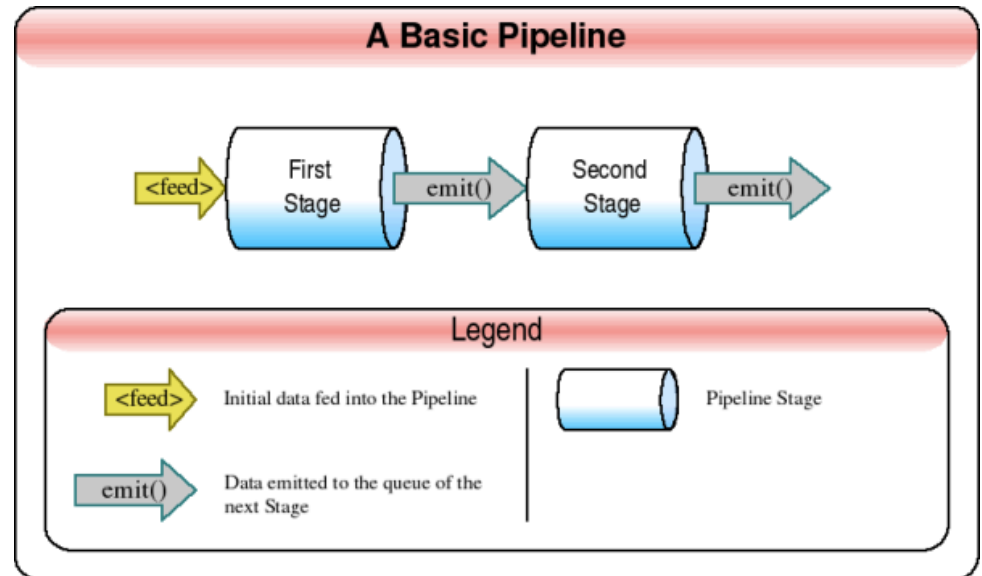 A Basic Pipeline
<feed>
First
Stage
emit()
Second
Stage
emit()
Legend
<feed>
Initial data fed into the Pipeline
Pipeline Stage
emit()
Data emitted to the queue of the
next Stage